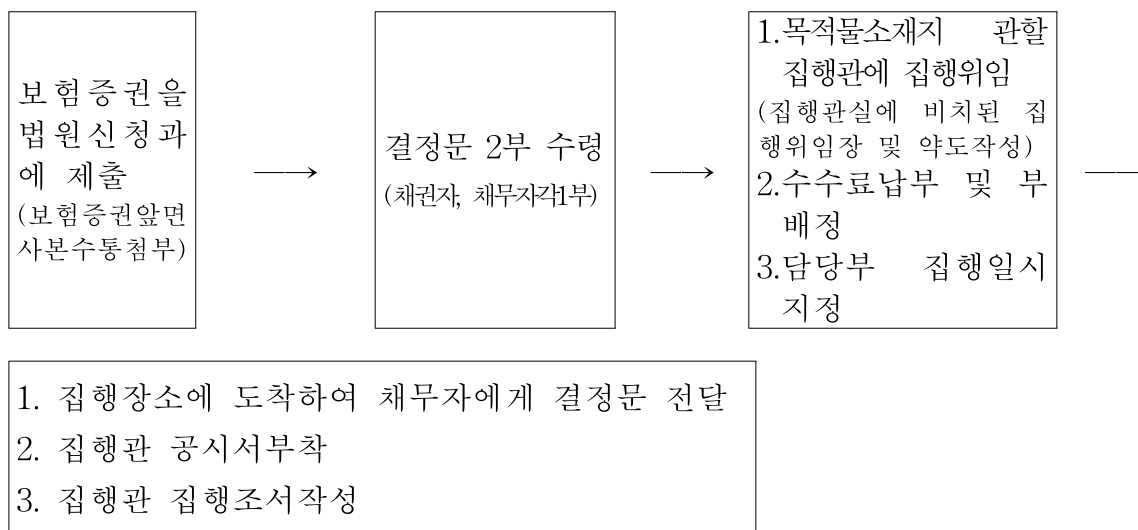 보험증권을
법원신청과
에 제출
(보험증권앞면
사본수통첨부)
→
결정문 2부 수령
(채권자, 채무자각1부)
→
1.목적물소재지 관할
집행관에 집행위임
(집행관실에 비치된 집
행위임장 및 약도작성)
2.수수료납부 및 부
배정
3.담당부 집행일시
지정
1. 집행장소에 도착하여 채무자에게 결정문 전달
2. 집행관 공시서부착
3. 집행관 집행조서작성